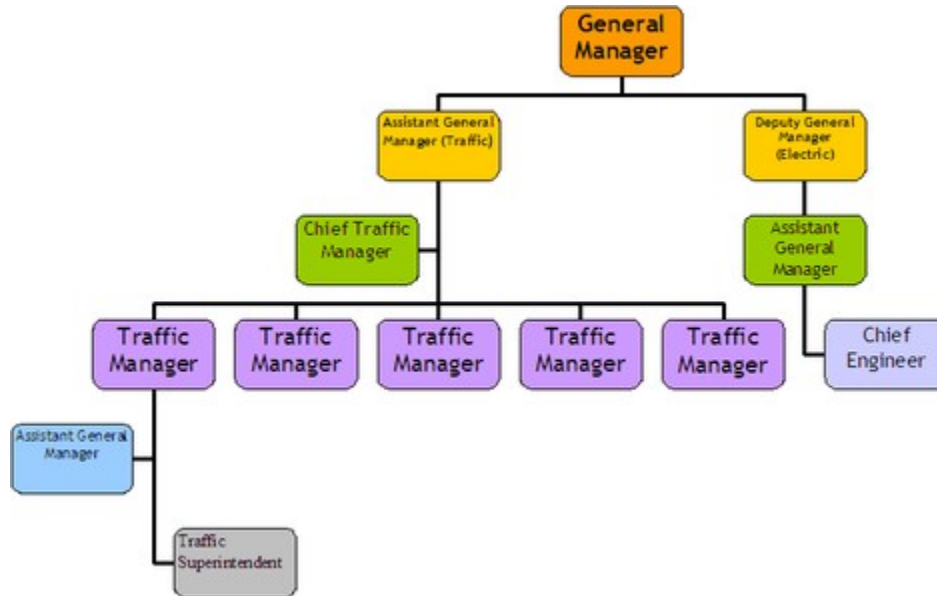 General
Manager
Assistant General
Manager (Traffic)
Deputy General
Manager
(Electric)
Chief Traffic
Manager
Assistant
General
Manager
Traffic
Manager
Traffic
Manager
Traffic
Manager
Traffic
Manager
Traffic
Manager
Chief
Engineer
Assistant General
Manager
Traffic
Superintendent